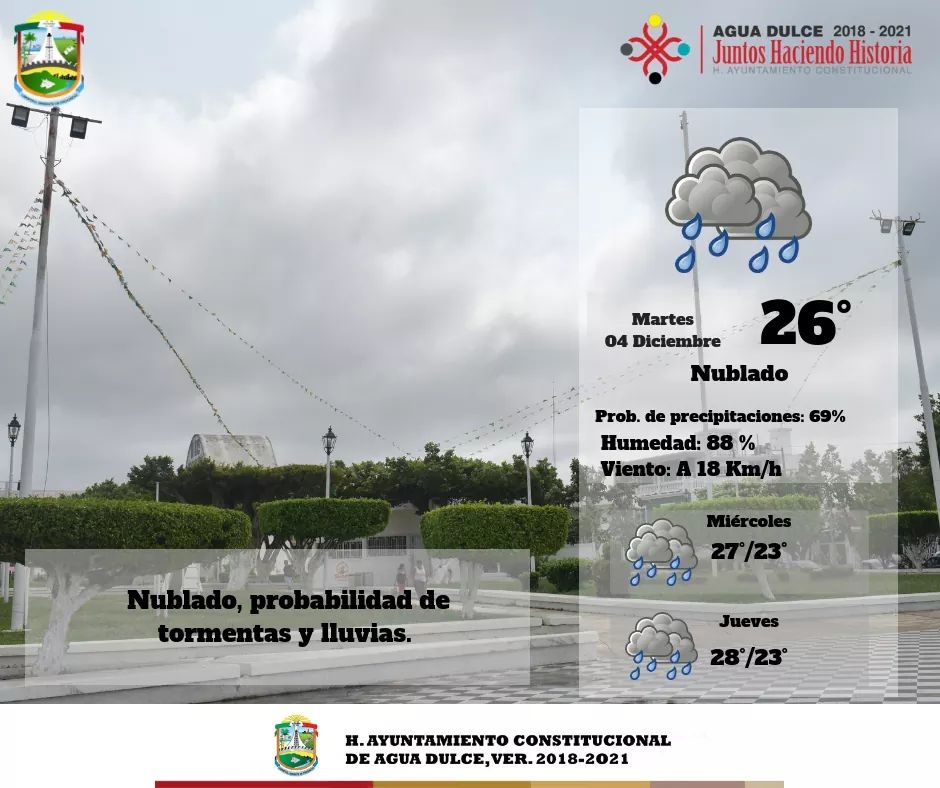 AGUA DULCE 2018 - 2021
Juntos Haciendo Historia
H. AYUNTAMIENTO CONSTITUCIONAL
Martes
04 Diciembre
26°
Nublado
Prob. de precipitaciones: 69%
Humedad: 88 %
Viento: A 18 Km/h
Miércoles
27°/23°
Jueves
28°/23°
Nublado, probabilidad de
tormentas y lluvias.
H. AYUNTAMIENTO CONSTITUCIONAL
DE AGUA DULCE,VER. 2018-2021